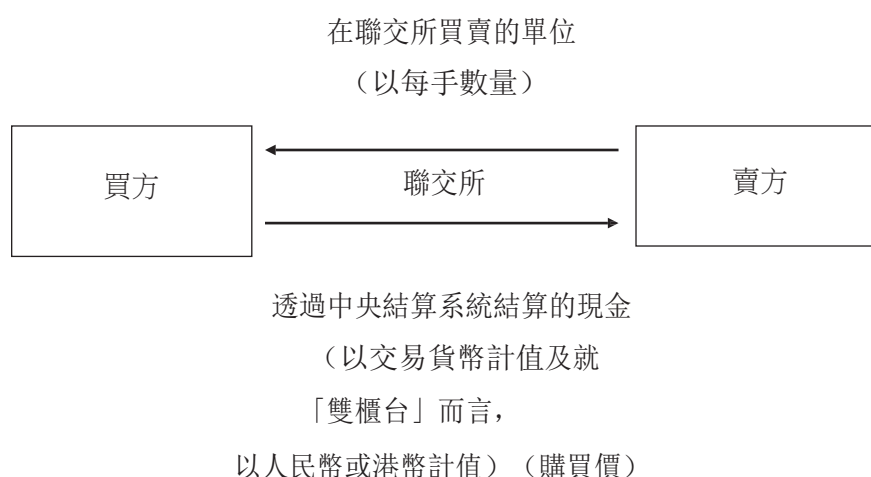 在聯交所買賣的單位
（以每手數量）
買方
聯交所
賣方
透過中央結算系統結算的現金
（以交易貨幣計值及就
「雙櫃台」而言，
以人民幣或港幣計值）（購買價）